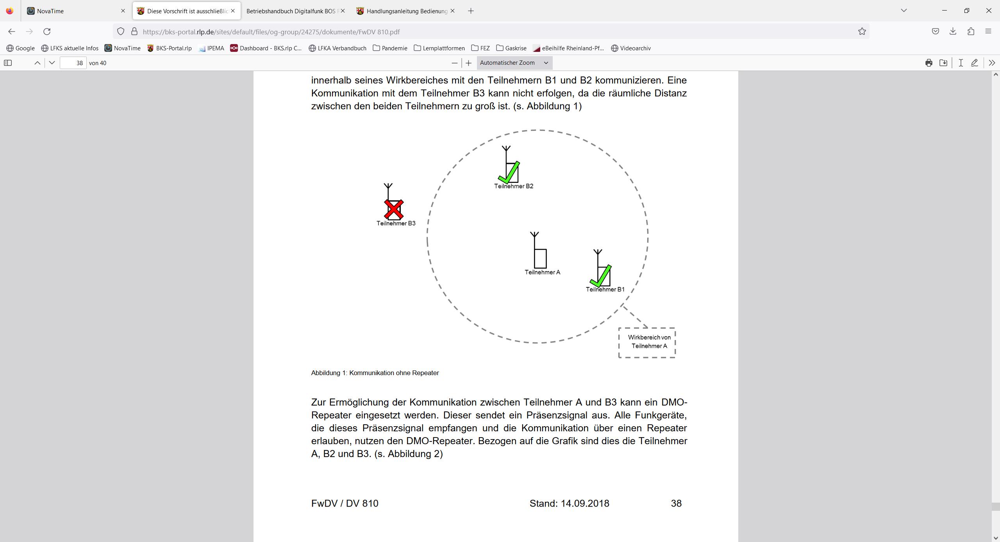 NovaTime
Diese Vorschrift ist ausschließlic
Betriebshandbuch Digitalfunk BOS
Handlungsanleitung Bedienung
https://bks-portal.rlp.de/sites/default/files/og-group/24275/dokumente/FwDV 810.pdf
Google
LFKS aktuelle Infos
NovaTime
BKS-Portal.rlp
IPEMA
Dashboard - BKS.rlp C...
LFKA Verbandbuch
Pandemie
Lernplattformen
FEZ
Gaskrise
eBeihilfe Rheinland-Pf...
Videoarchiv
38 von 40
Automatischer Zoom
innerhalb seines Wirkbereiches mit den Teilnehmern B1 und B2 kommunizieren. Eine
Kommunikation mit dem Teilnehmer B3 kann nicht erfolgen, da die räumliche Distanz
zwischen den beiden Teilnehmern zu groß ist. (s. Abbildung 1)
Teilnehmer B2
Teilnehmer B3
Teilnehmer A
Teilnehmer B1
Wirkbereich von
Teilnehmer A
Abbildung 1: Kommunikation ohne Repeater
Zur Ermöglichung der Kommunikation zwischen Teilnehmer A und B3 kann ein DMO-
Repeater eingesetzt werden. Dieser sendet ein Präsenzsignal aus. Alle Funkgeräte,
die dieses Präsenzsignal empfangen und die Kommunikation über einen Repeater
erlauben, nutzen den DMO-Repeater. Bezogen auf die Grafik sind dies die Teilnehmer
A, B2 und B3. (s. Abbildung 2)
FwDV / DV 810
Stand: 14.09.2018
38